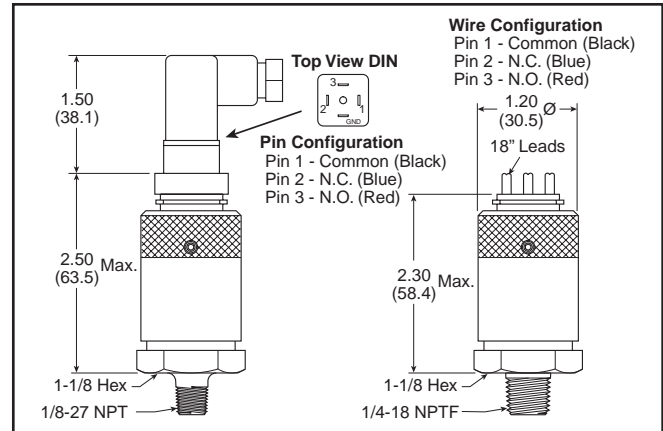 Top View DIN
3
2
1
GND
Pin Configuration
Pin 1 - Common (Black)
Pin 2 - N.C. (Blue)
Pin 3 - N.O. (Red)
1.50
(38.1)
2.50
(63.5)
Max.
1-1/8 Hex
1/8-27 NPT
Wire Configuration
Pin 1 - Common (Black)
Pin 2 - N.C. (Blue)
Pin 3 - N.O. (Red)
1.20
(30.5)
Ø
18” Leads
2.30
(58.4)
Max.
1-1/8 Hex
1/4-18 NPTF